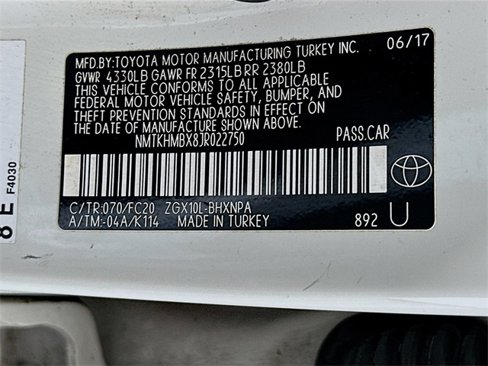 MFD.BY:TOYOTA MOTOR MANUFACTURING TURKEY INC. 06/17
GVWR 4330LB GAWR FR 2315LB RR 2380LB
THIS VEHICLE CONFORMS TO ALL APPLICABLE
FEDERAL MOTOR VEHICLE SAFETY, BUMPER, AND
THEFT PREVENTION STANDARDS IN EFFECT ON
THE DATE OF MANUFACTURE SHOWN ABOVE.
NMTKHMBX8JR022750 PASS.CAR
C/TR:070/FC20 ZGX10L-BHXNPA
A/TM:-04A/K114 MADE IN TURKEY 892 U
8 E F4030